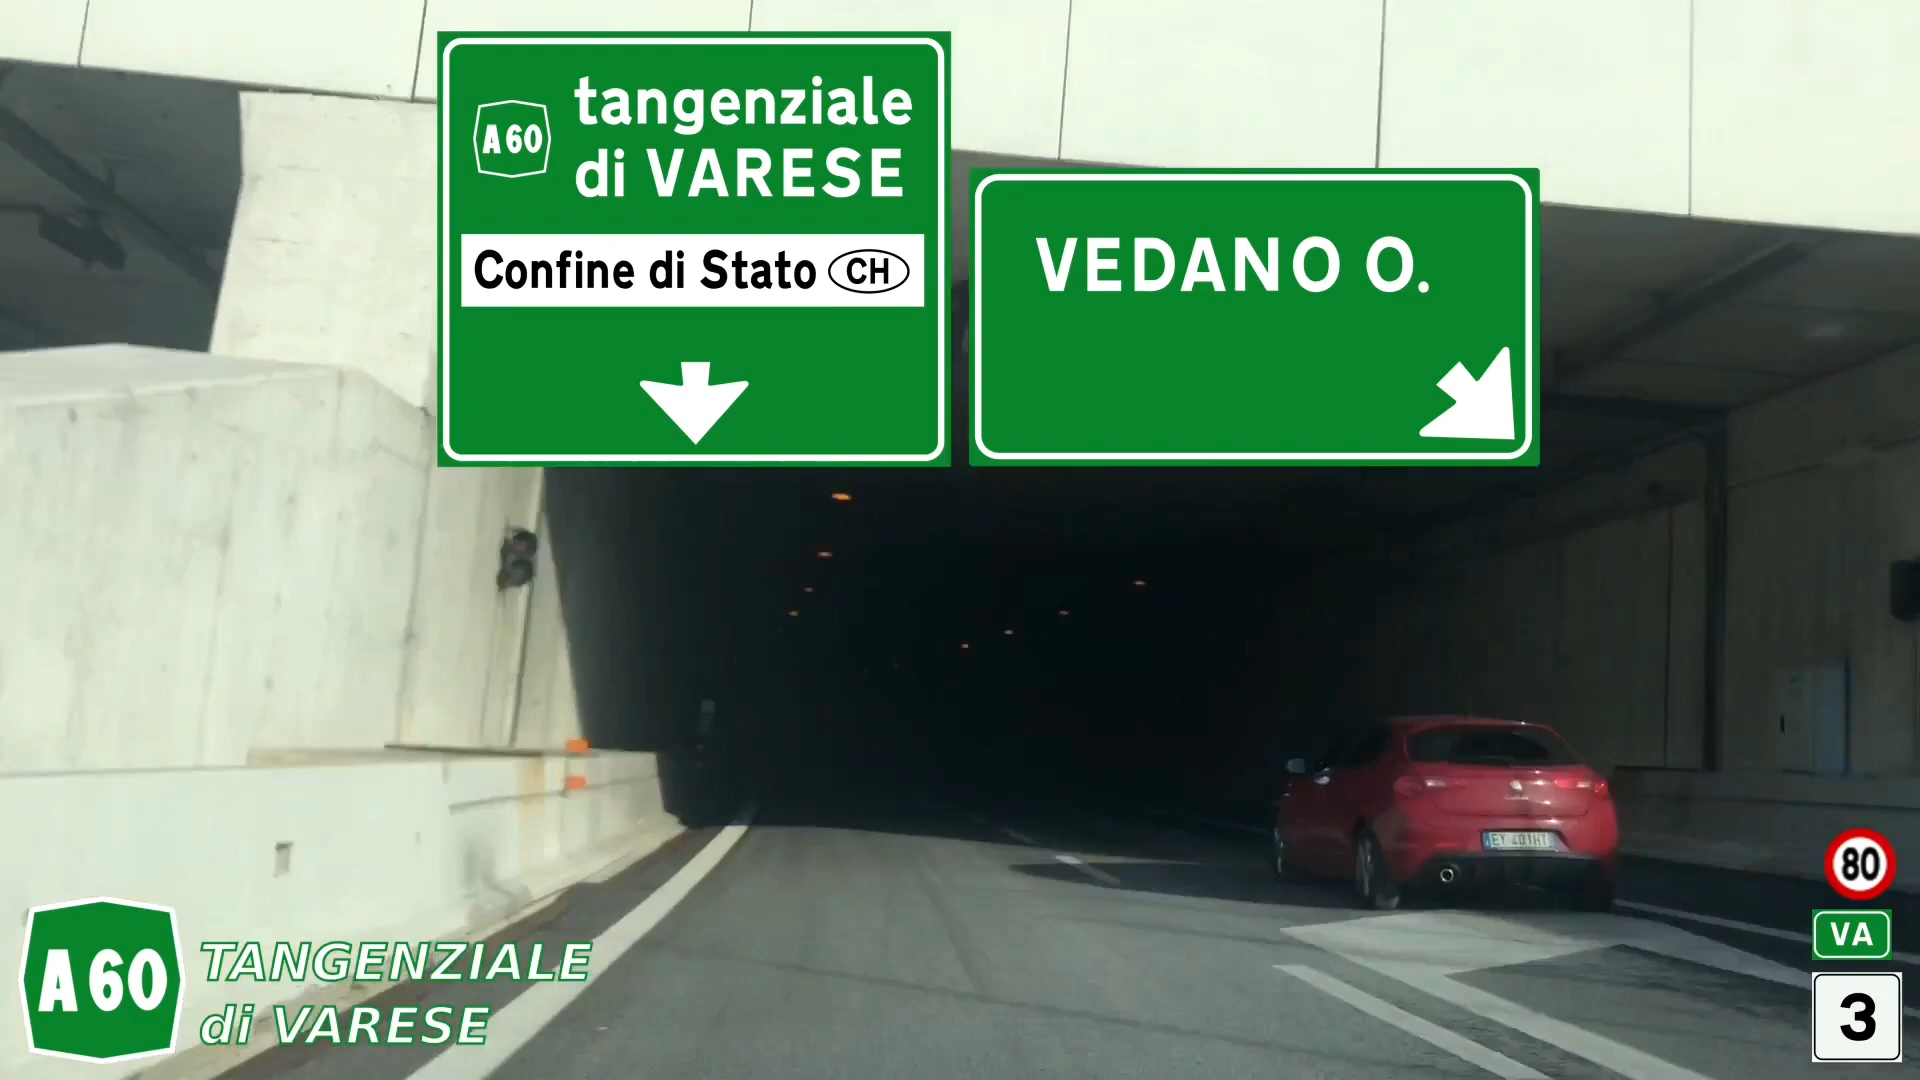 A60
tangenziale
di VARESE
Confine di Stato CH
VEDANO O.
80
VA
3
A60
TANGENZIALE
di VARESE